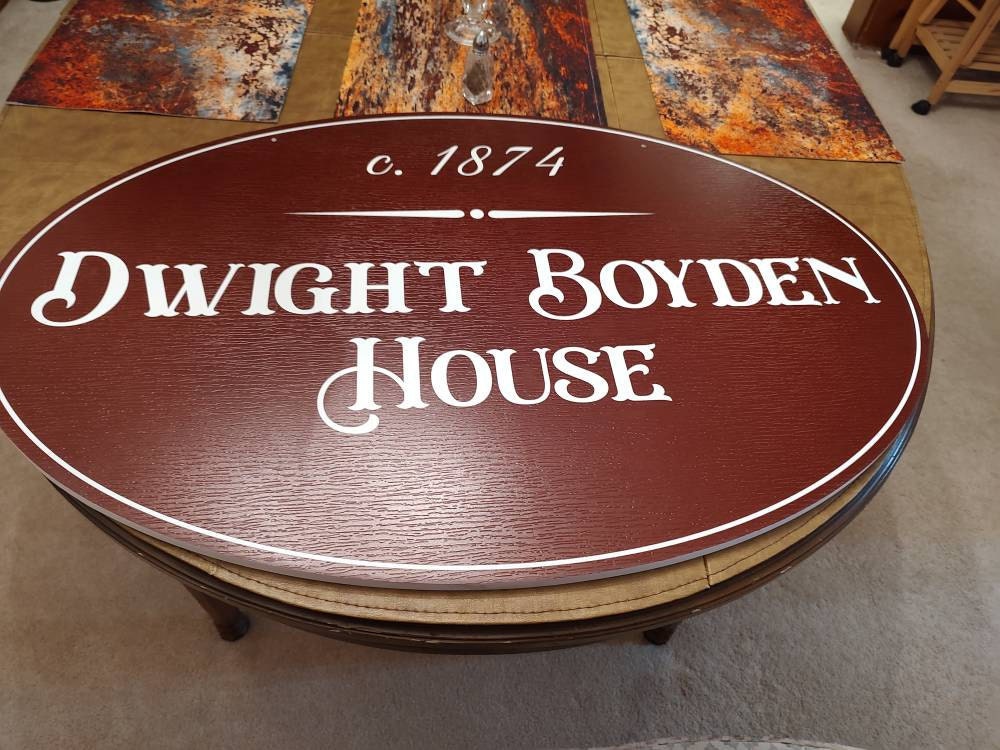 c. 1874
DWIGHT BOYDEN
HOUSE